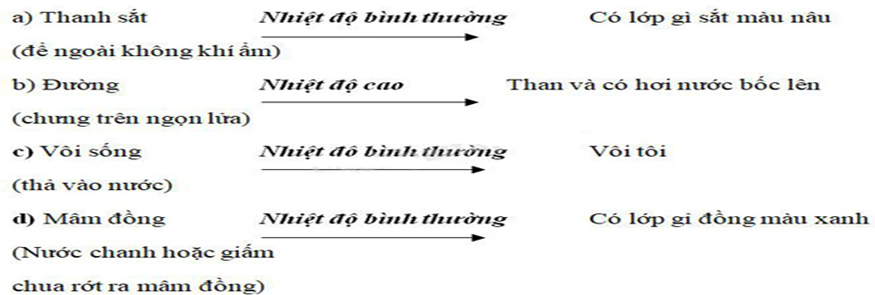 a) Thanh sắt Nhiệt độ bình thường Có lớp gỉ sắt màu nâu
(để ngoài không khí ẩm)
b) Đường Nhiệt độ cao Than và có hơi nước bốc lên
(chưng trên ngọn lửa)
c) Vôi sống Nhiệt đô bình thường Vôi tôi
(thả vào nước)
d) Mâm đồng Nhiệt độ bình thường Có lớp gỉ đồng màu xanh
(Nước chanh hoặc giấm
chua rớt ra mâm đồng)